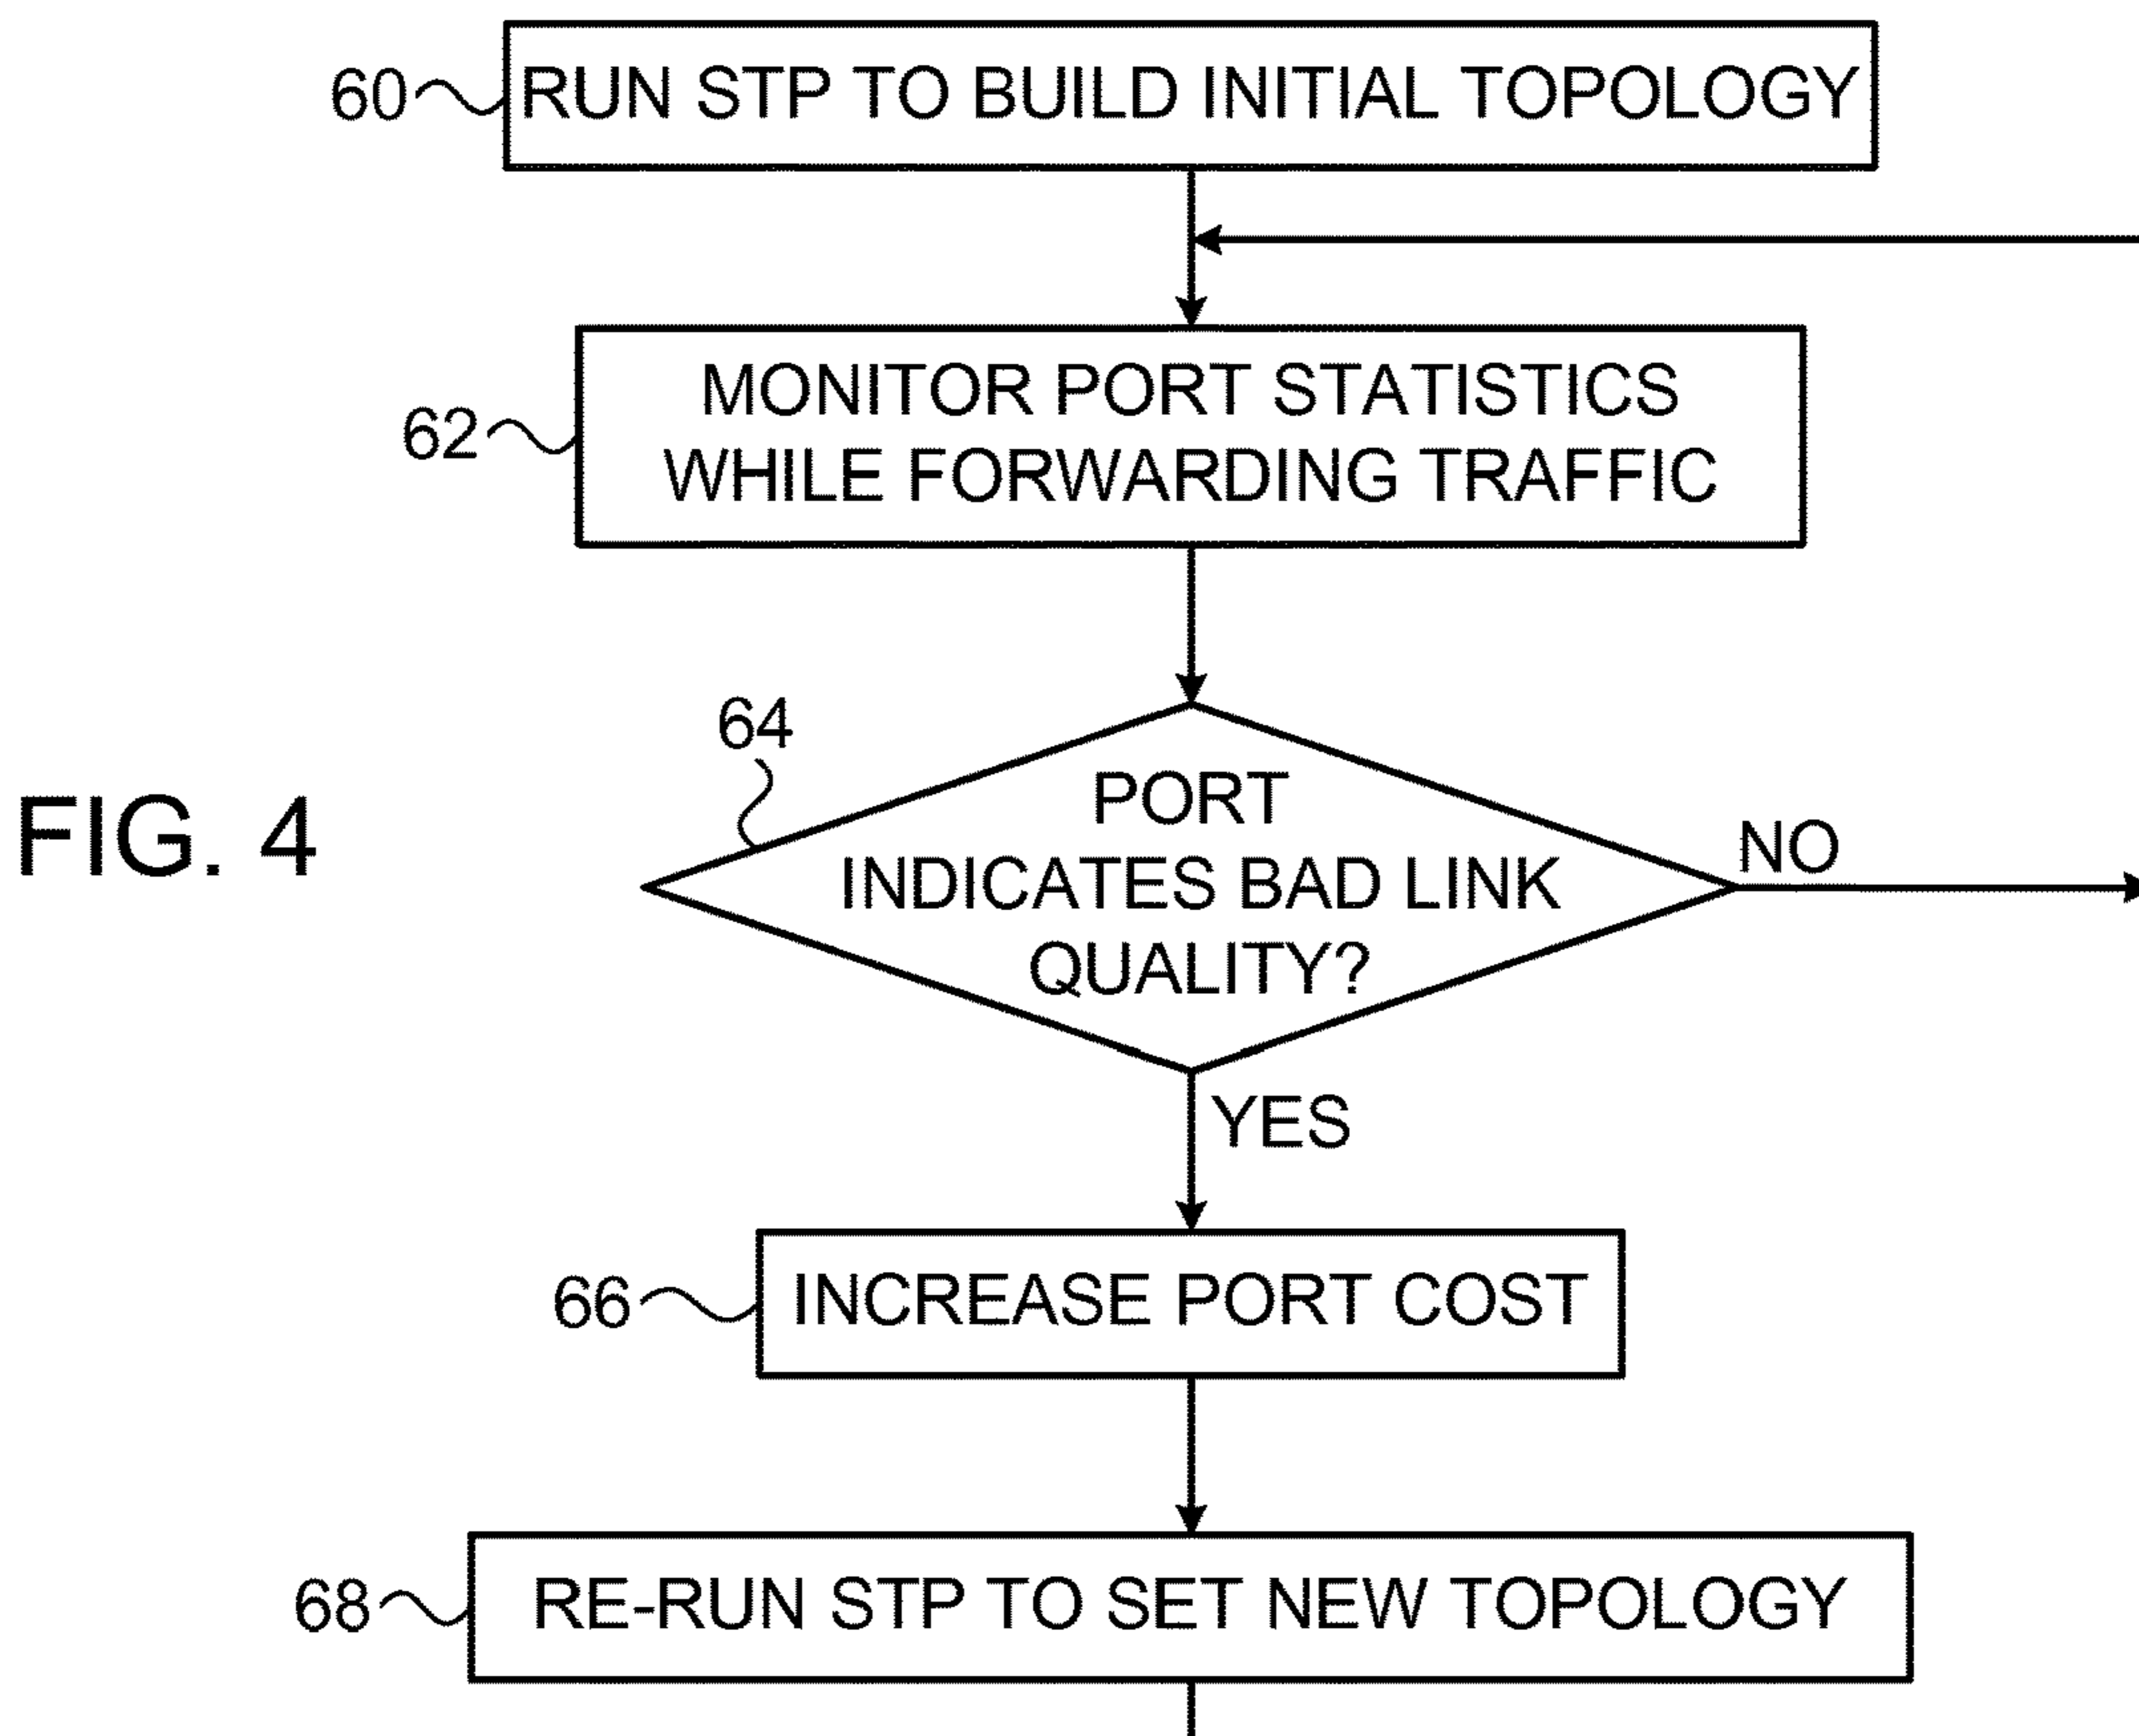 60
RUN STP TO BUILD INITIAL TOPOLOGY
62
MONITOR PORT STATISTICS
WHILE FORWARDING TRAFFIC
64
FIG. 4
PORT
INDICATES BAD LINK
QUALITY?
NO
YES
66
INCREASE PORT COST
68
RE-RUN STP TO SET NEW TOPOLOGY